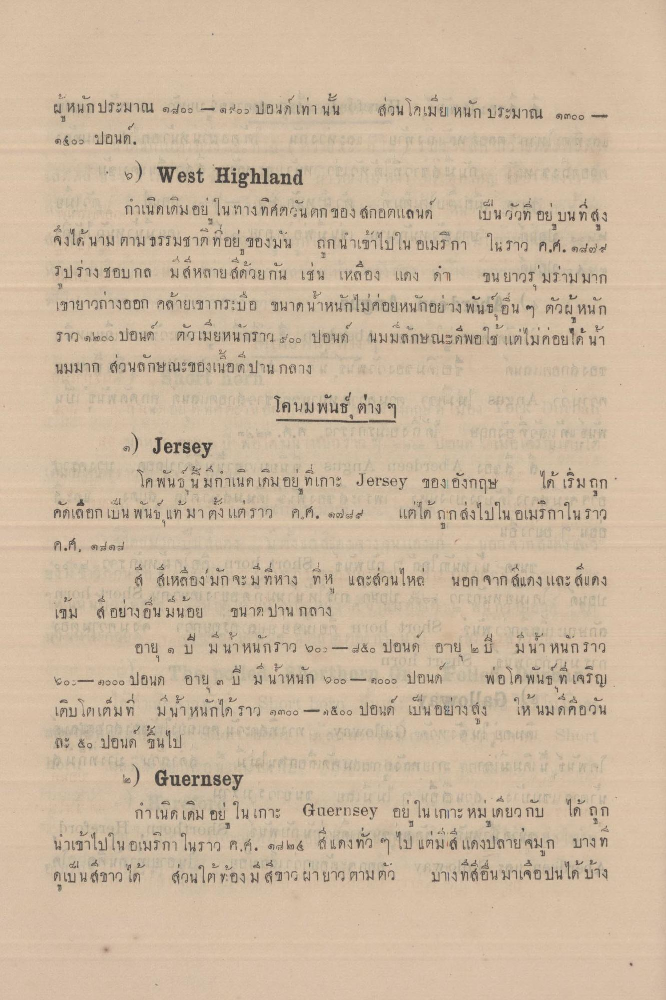 ผู้หนักประมาณ ๑๘๐๐ — ๑๙๐๐ ปอนด์เท่านั้น ส่วนโคเมีย หนักประมาณ ๑๓๐๐ —
๑๕๐๐ ปอนด์.
๖) West Highland
กำเนิดเดิมอยู่ในทางทิศตวันตกของสกอตแลนด์ เป็นวัวที่อยู่บนที่สูง
จึงได้นามตามธรรมชาติที่อยู่ของมัน ถูกนำเข้าไปในอเมริกา ในราว ค.ศ. ๑๘๗๙
รูปร่างชอบกล มีสีหลายสีด้วยกัน เช่น เหลือง แดง ดำ ขนยาวรุ่มร่ามมาก
เขายาวถ่างออก คล้ายเขากระบือ ขนาดน้ำหนักไม่ค่อยหนักอย่างพันธุ์อื่น ๆ ตัวผู้หนัก
ราว ๑๒๐๐ ปอนด์ ตัวเมียหนักราว ๙๐๐ ปอนด์ นมมีลักษณะดีพอใช้ แต่ไม่ค่อยได้น้ำ
นมมาก ส่วนลักษณะของเนื้อดีปานกลาง
โคนมพันธุ์ต่าง ๆ
๑) Jersey
โคพันธุ์นี้มีกำเนิดเดิมอยู่ที่เกาะ Jersey ของอังกฤษ ได้เริ่มถูก
คัดเลือกเป็นพันธุ์แท้มาตั้งแต่ราว ค.ศ. ๑๗๘๙ แต่ได้ถูกส่งไปในอเมริกาในราว
ค.ศ. ๑๘๑๘
สี สีเหลืองมักจะมีที่หาง ที่หู และส่วนไหล่ นอกจากสีแดงและสีแดง
เข้ม สีอย่างอื่นมีน้อย ขนาดปานกลาง
อายุ ๑ ปี มีน้ำหนักราว ๖๐๐ — ๘๕๐ ปอนด์ อายุ ๒ ปี มีน้ำหนักราว
๖๐๐ — ๑๐๐๐ ปอนด อายุ ๓ ปี มีน้ำหนัก ๖๐๐ — ๑๐๐๐ ปอนด์ พ่อโคพันธุ์ที่เจริญ
เติบโตเต็มที่ มีน้ำหนักได้ราว ๑๓๐๐ — ๑๕๐๐ ปอนด์ เป็นอย่างสูง ให้นมดีคือวัน
ละ ๕๐ ปอนด์ ขึ้นไป
๒) Guernsey
กำเนิดเดิมอยู่ในเกาะ Guernsey อยู่ในเกาะหมู่เดียวกับ ได้ถูก
นำเข้าไปในอเมริกาในราว ค.ศ. ๑๘๒๕ สีแดงทั่ว ๆ ไป แต่มีสีแดงปลายจมูก บางที
ดูเป็นสีขาวได้ ส่วนใต้ท้องมีสีขาวผ่ายาวตามตัว บางทีสีอื่นมาเจือปนได้บ้าง